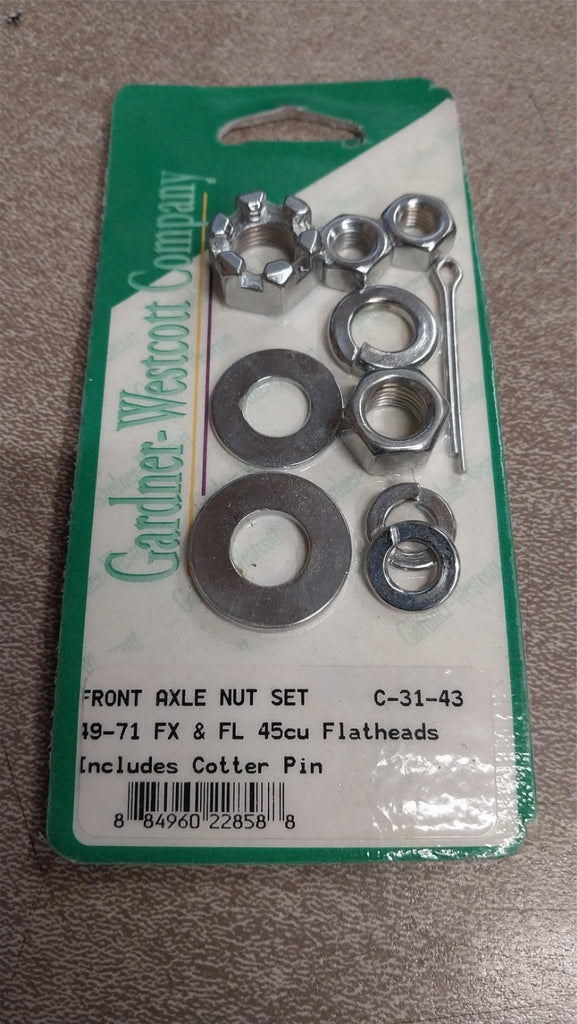 Gardner-Westcott Company
FRONT AXLE NUT SET C-31-43
49-71 FX & FL 45cu Flatheads
Includes Cotter Pin
8 84960 22858 8